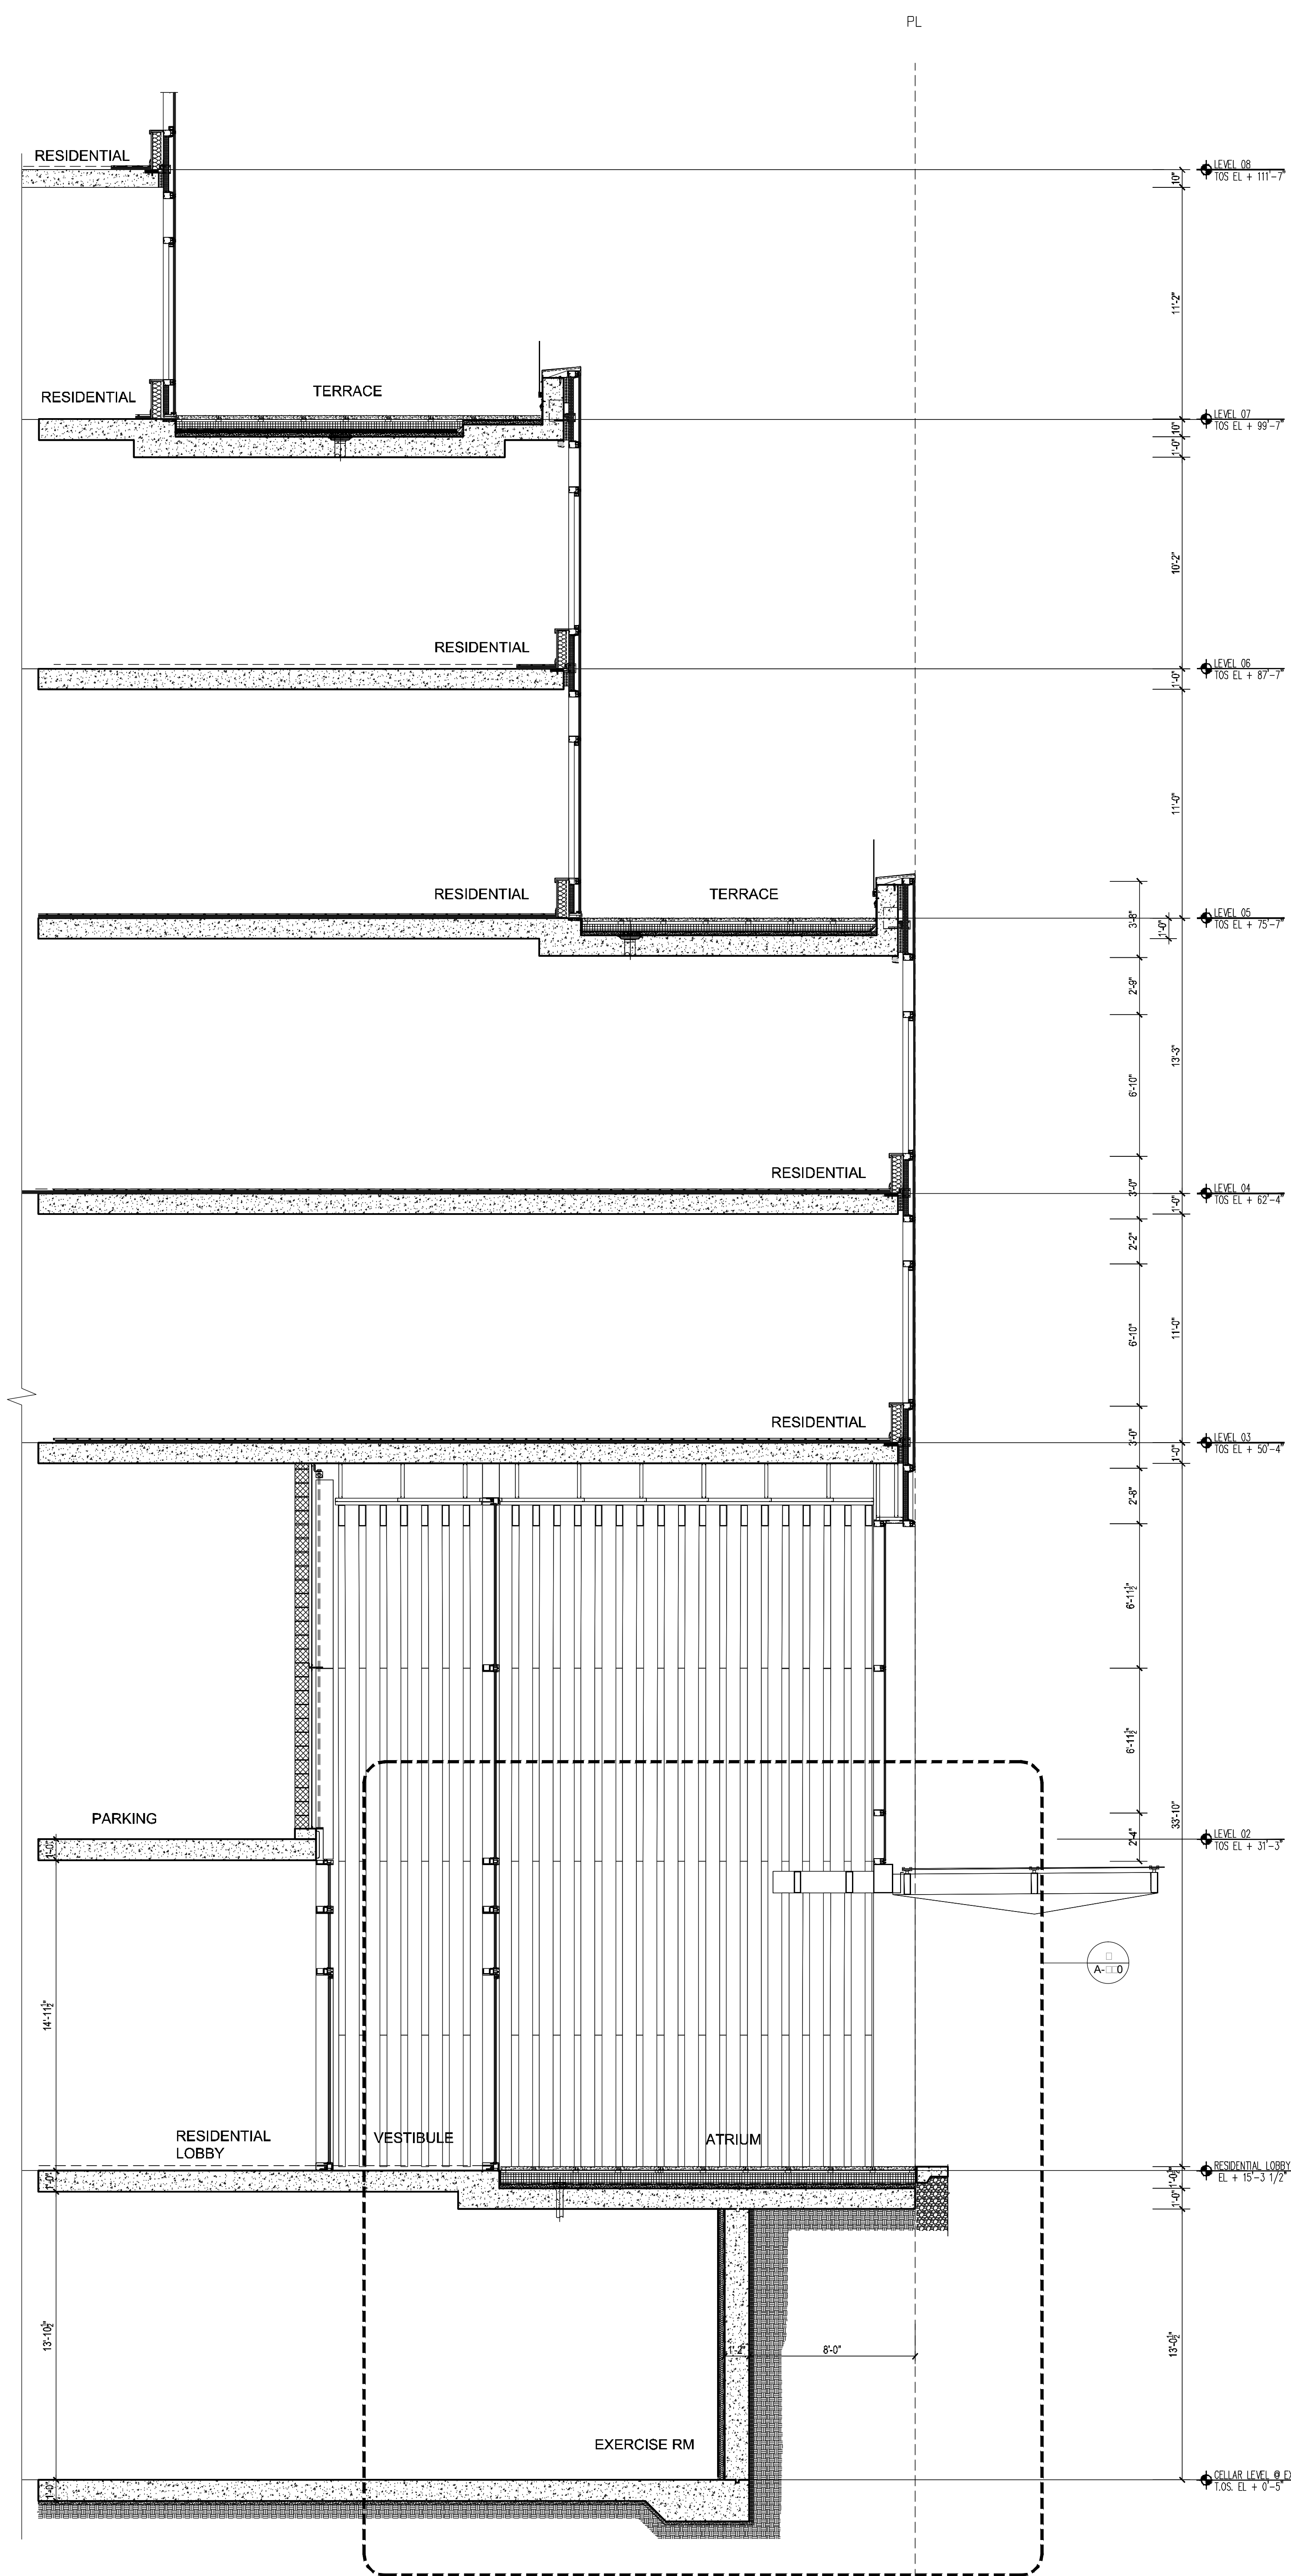 PL
RESIDENTIAL
LEVEL 08
TOS EL + 111'-7"
10"
11'-2"
RESIDENTIAL
TERRACE
LEVEL 07
TOS EL + 99'-7"
10"
1'-0"
10'-2"
RESIDENTIAL
LEVEL 06
TOS EL + 87'-7"
1'-0"
11'-0"
RESIDENTIAL
TERRACE
LEVEL 05
TOS EL + 75'-7"
3'-8"
1'-0"
2'-9"
13'-3"
6'-10"
RESIDENTIAL
LEVEL 04
TOS EL + 62'-4"
3'-0"
1'-0"
2'-2"
6'-10"
11'-0"
RESIDENTIAL
LEVEL 03
TOS EL + 50'-4"
3'-0"
1'-0"
2'-8"
6'-11½"
6'-11½"
33'-10"
PARKING
LEVEL 02
TOS EL + 31'-3"
1'-0"
2'-4"
A-□□0
14'-11½"
RESIDENTIAL
LOBBY
VESTIBULE
ATRIUM
RESIDENTIAL LOBBY
EL + 15'-3 1/2"
1'-0"
1'-0½"
1'-0"
13'-10½"
1'-2"
8'-0"
13'-0½"
EXERCISE RM
CELLAR LEVEL @ EX
T.OS. EL + 0'-5"
1'-0"